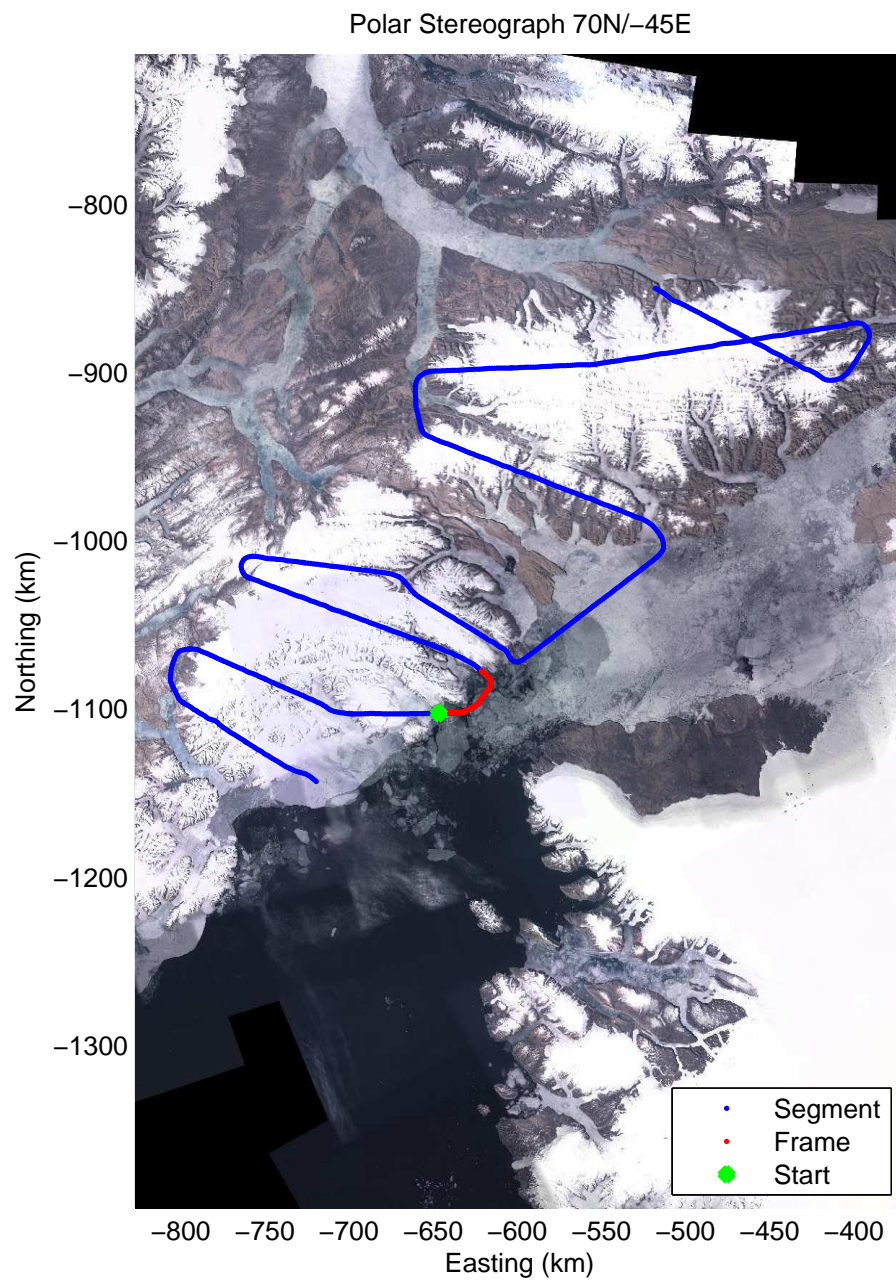 Polar Stereograph 70N/−45E
−800
−900
−1000
−1100
−1200
−1300
Northing (km)
Segment
Frame
Start
−800 −750 −700 −650 −600 −550 −500 −450 −400
Easting (km)